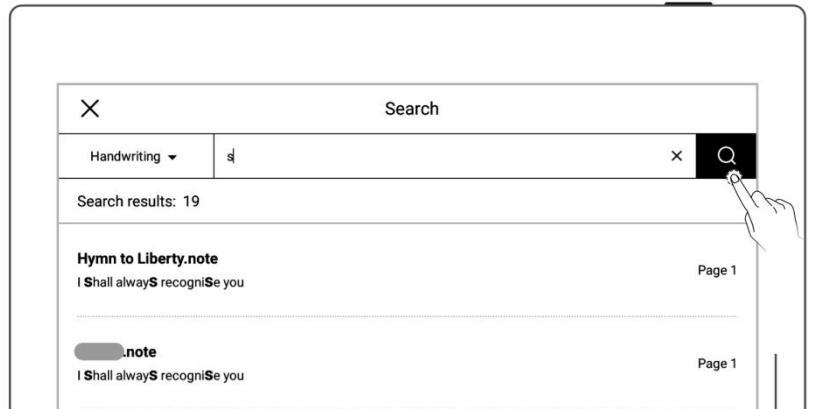 Search
Handwriting
s
Search results: 19
Hymn to Liberty.note
I Shall alwayS recogniSe you
Page 1
.note
I Shall alwayS recogniSe you
Page 1